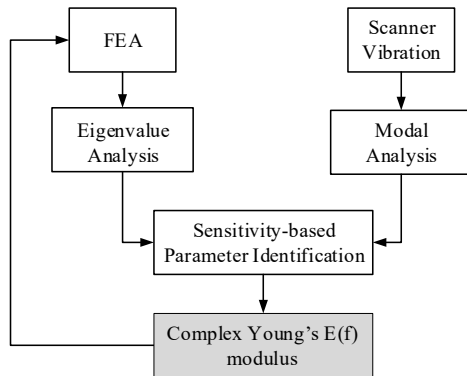 FEA
Scanner
Vibration
Eigenvalue
Analysis
Modal
Analysis
Sensitivity-based
Parameter Identification
Complex Young's E(f)
modulus